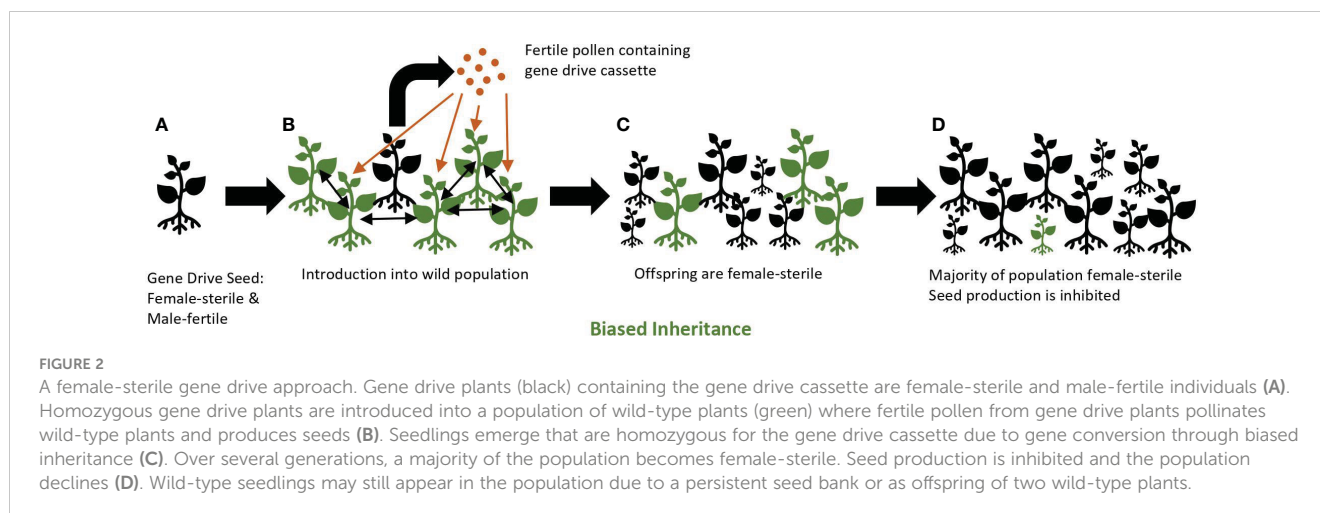 Fertile pollen containing
gene drive cassette
A
B
C
D
Gene Drive Seed:
Female-sterile &
Male-fertile
Introduction into wild population
Offspring are female-sterile
Majority of population female-sterile
Seed production is inhibited
Biased Inheritance
FIGURE 2
A female-sterile gene drive approach. Gene drive plants (black) containing the gene drive cassette are female-sterile and male-fertile individuals (A).
Homozygous gene drive plants are introduced into a population of wild-type plants (green) where fertile pollen from gene drive plants pollinates
wild-type plants and produces seeds (B). Seedlings emerge that are homozygous for the gene drive cassette due to gene conversion through biased
inheritance (C). Over several generations, a majority of the population becomes female-sterile. Seed production is inhibited and the population
declines (D). Wild-type seedlings may still appear in the population due to a persistent seed bank or as offspring of two wild-type plants.